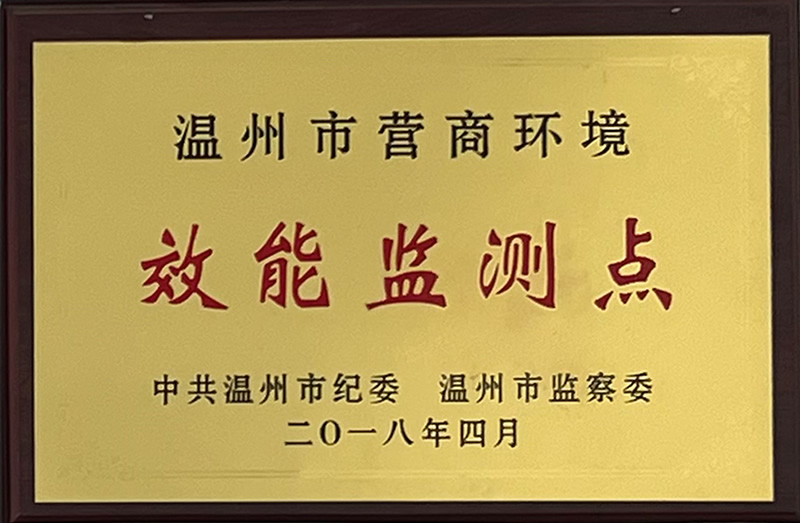 温州市营商环境
效能监测点
中共温州市纪委 温州市监察委
二〇一八年四月